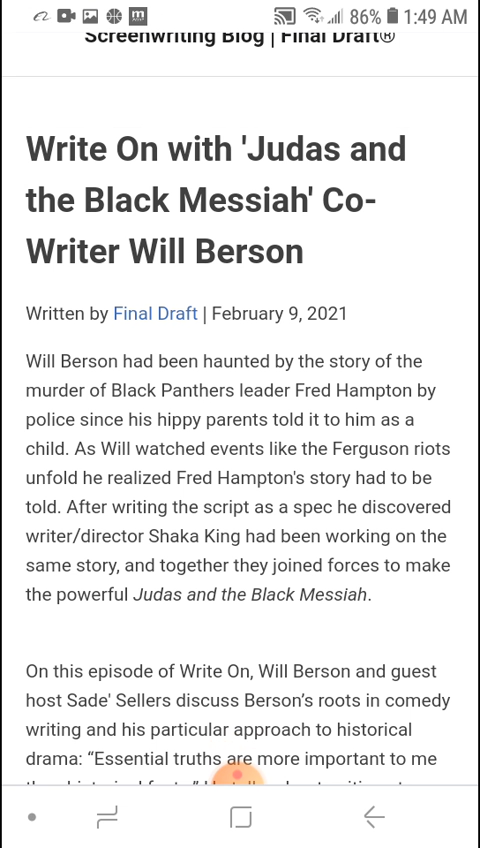 86% 1:49 AM
Screenwriting Blog | Final Draft®
Write On with 'Judas and
the Black Messiah' Co-
Writer Will Berson
Written by Final Draft | February 9, 2021
Will Berson had been haunted by the story of the
murder of Black Panthers leader Fred Hampton by
police since his hippy parents told it to him as a
child. As Will watched events like the Ferguson riots
unfold he realized Fred Hampton's story had to be
told. After writing the script as a spec he discovered
writer/director Shaka King had been working on the
same story, and together they joined forces to make
the powerful Judas and the Black Messiah.
On this episode of Write On, Will Berson and guest
host Sade' Sellers discuss Berson’s roots in comedy
writing and his particular approach to historical
drama: “Essential truths are more important to me